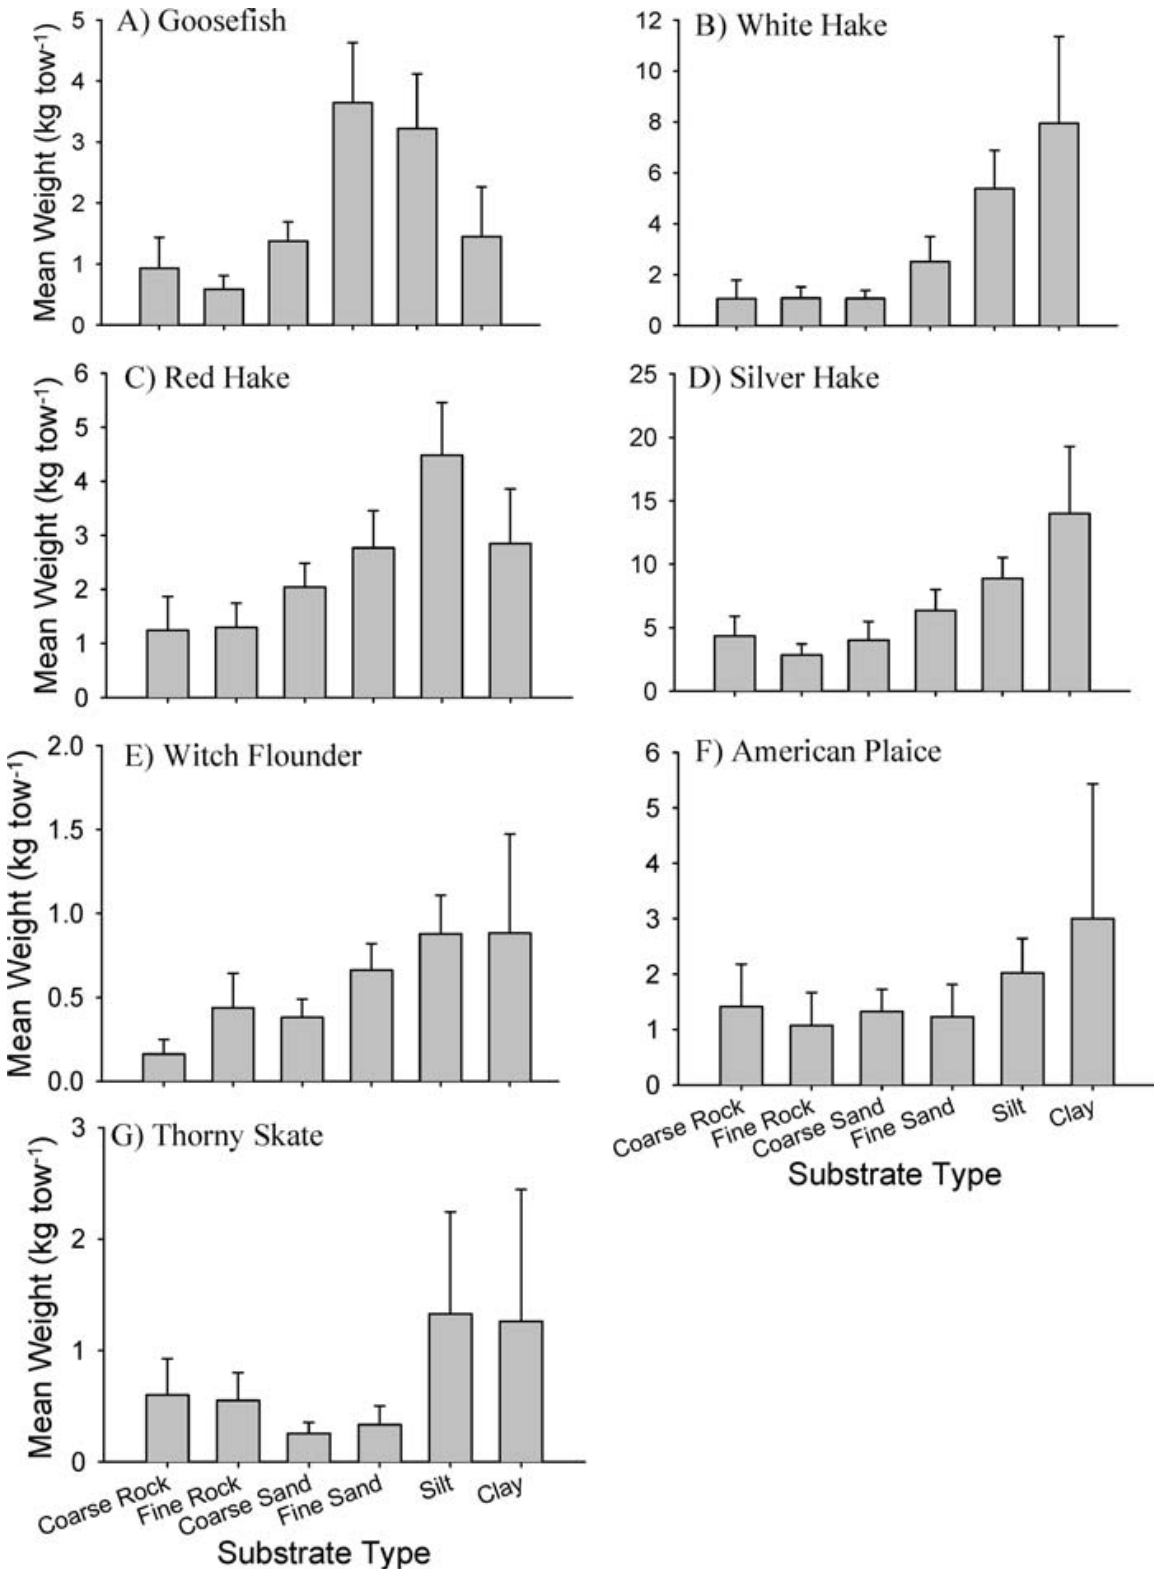 A) Goosefish
Mean Weight (kg tow-1)
5
4
3
2
1
0
B) White Hake
12
10
8
6
4
2
0
C) Red Hake
Mean Weight (kg tow-1)
6
5
4
3
2
1
0
D) Silver Hake
25
20
15
10
5
0
E) Witch Flounder
Mean Weight (kg tow-1)
2.0
1.5
1.0
0.5
0.0
F) American Plaice
6
5
4
3
2
1
0
Coarse Rock
Fine Rock
Coarse Sand
Fine Sand
Silt
Clay
Substrate Type
G) Thorny Skate
Mean Weight (kg tow-1)
3
2
1
0
Coarse Rock
Fine Rock
Coarse Sand
Fine Sand
Silt
Clay
Substrate Type